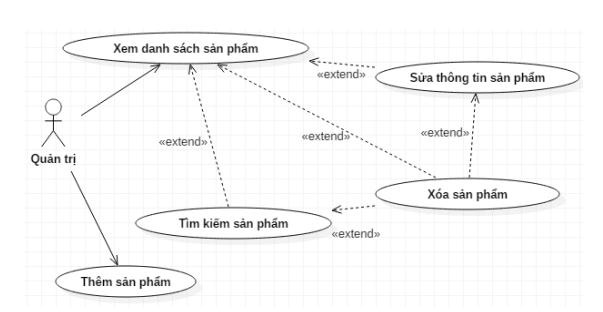 Xem danh sách sản phẩm
«extend»
Sửa thông tin sản phẩm
«extend»
«extend»
«extend»
Quản trị
Xóa sản phẩm
Tìm kiếm sản phẩm
«extend»
Thêm sản phẩm